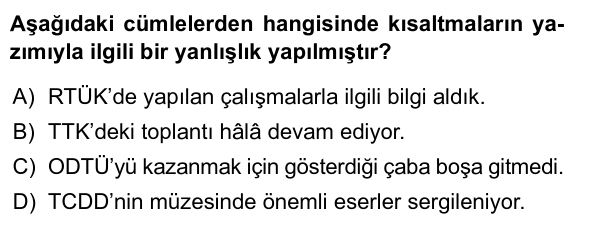 Aşağıdaki cümlelerden hangisinde kısaltmaların ya-
zımıyla ilgili bir yanlışlık yapılmıştır?
A) RTÜK’de yapılan çalışmalarla ilgili bilgi aldık.
B) TTK’deki toplantı hâlâ devam ediyor.
C) ODTÜ’yü kazanmak için gösterdiği çaba boşa gitmedi.
D) TCDD’nin müzesinde önemli eserler sergileniyor.